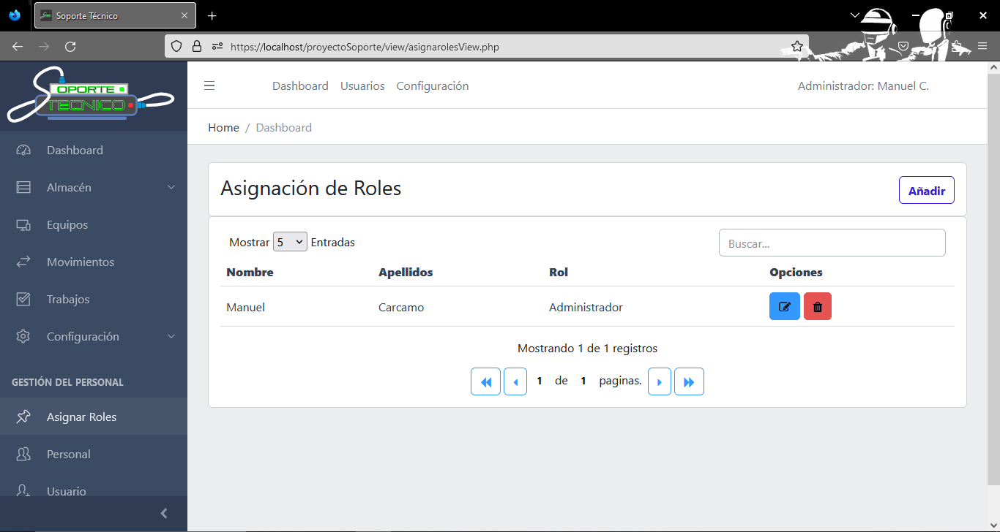 Soporte Técnico
https://localhost/proyectoSoporte/view/asignarolesView.php
SOPORTE
TECNICO
Dashboard Usuarios Configuración Administrador: Manuel C.
Home / Dashboard
Dashboard
Almacén
Equipos
Movimientos
Trabajos
Configuración
GESTIÓN DEL PERSONAL
Asignar Roles
Personal
Usuario
Asignación de Roles
Añadir
Mostrar 5 Entradas Buscar...
Nombre Apellidos Rol Opciones
Manuel Carcamo Administrador
Mostrando 1 de 1 registros
1 de 1 paginas.